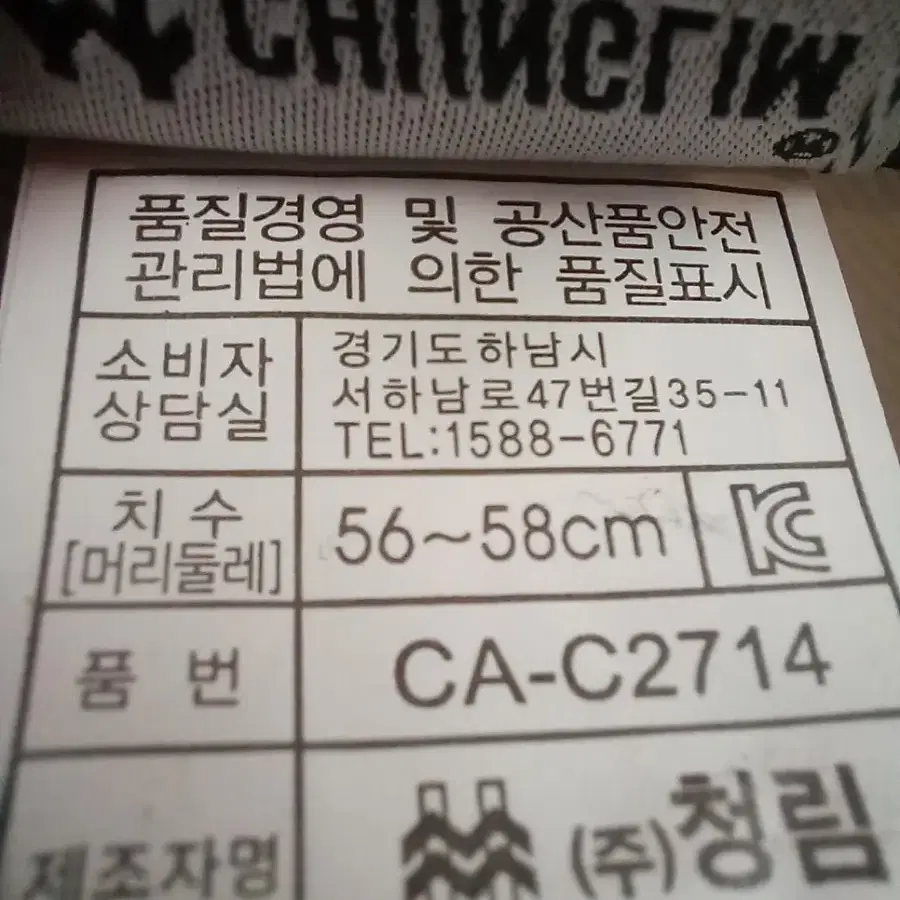 CHUNGLIM
품질경영 및 공산품안전
관리법에 의한 품질표시
소비자
상담실
경기도하남시
서하남로47번길35-11
TEL:1588-6771
치 수
[머리둘레]
56~58cm
품 번
CA-C2714
제조자명
(주)청림